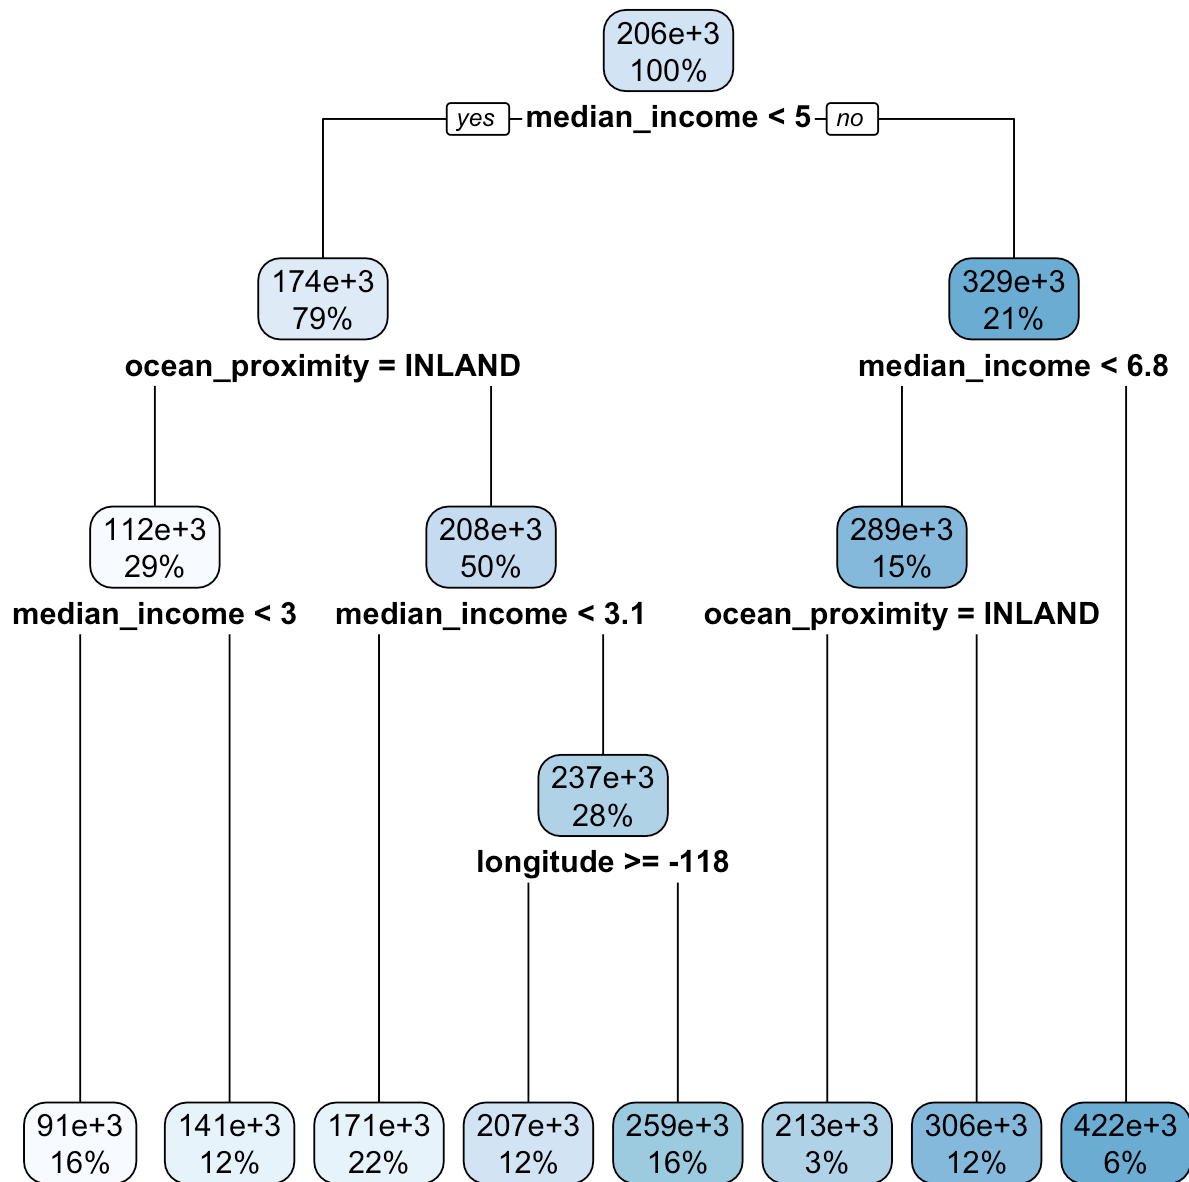 206e+3
100%
yes median_income < 5 no
174e+3
79%
329e+3
21%
ocean_proximity = INLAND
median_income < 6.8
112e+3
29%
208e+3
50%
289e+3
15%
median_income < 3
median_income < 3.1
ocean_proximity = INLAND
237e+3
28%
longitude >= -118
91e+3
16%
141e+3
12%
171e+3
22%
207e+3
12%
259e+3
16%
213e+3
3%
306e+3
12%
422e+3
6%